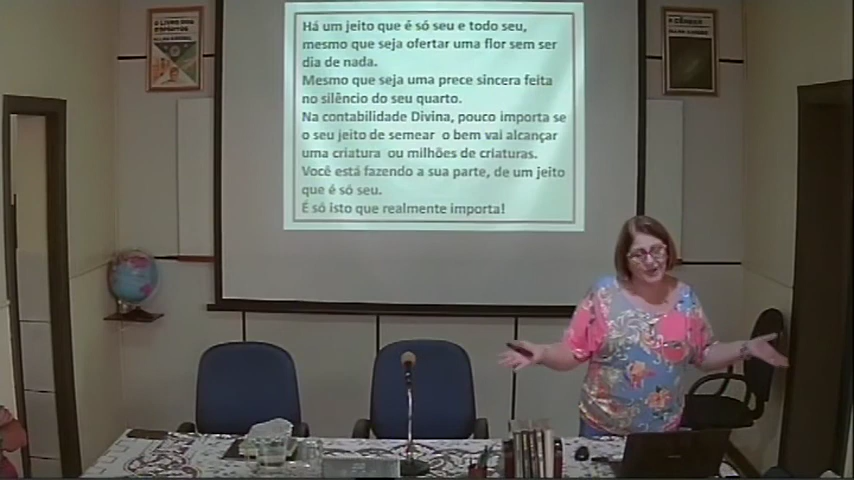 O LIVRO DOS
ESPÍRITOS
Há um jeito que é só seu e todo seu,
mesmo que seja ofertar uma flor sem ser
dia de nada.
Mesmo que seja uma prece sincera feita
no silêncio do seu quarto.
Na contabilidade Divina, pouco importa se
o seu jeito de semear o bem vai alcançar
uma criatura ou milhões de criaturas.
Você está fazendo a sua parte, de um jeito
que é só seu.
É só isto que realmente importa!